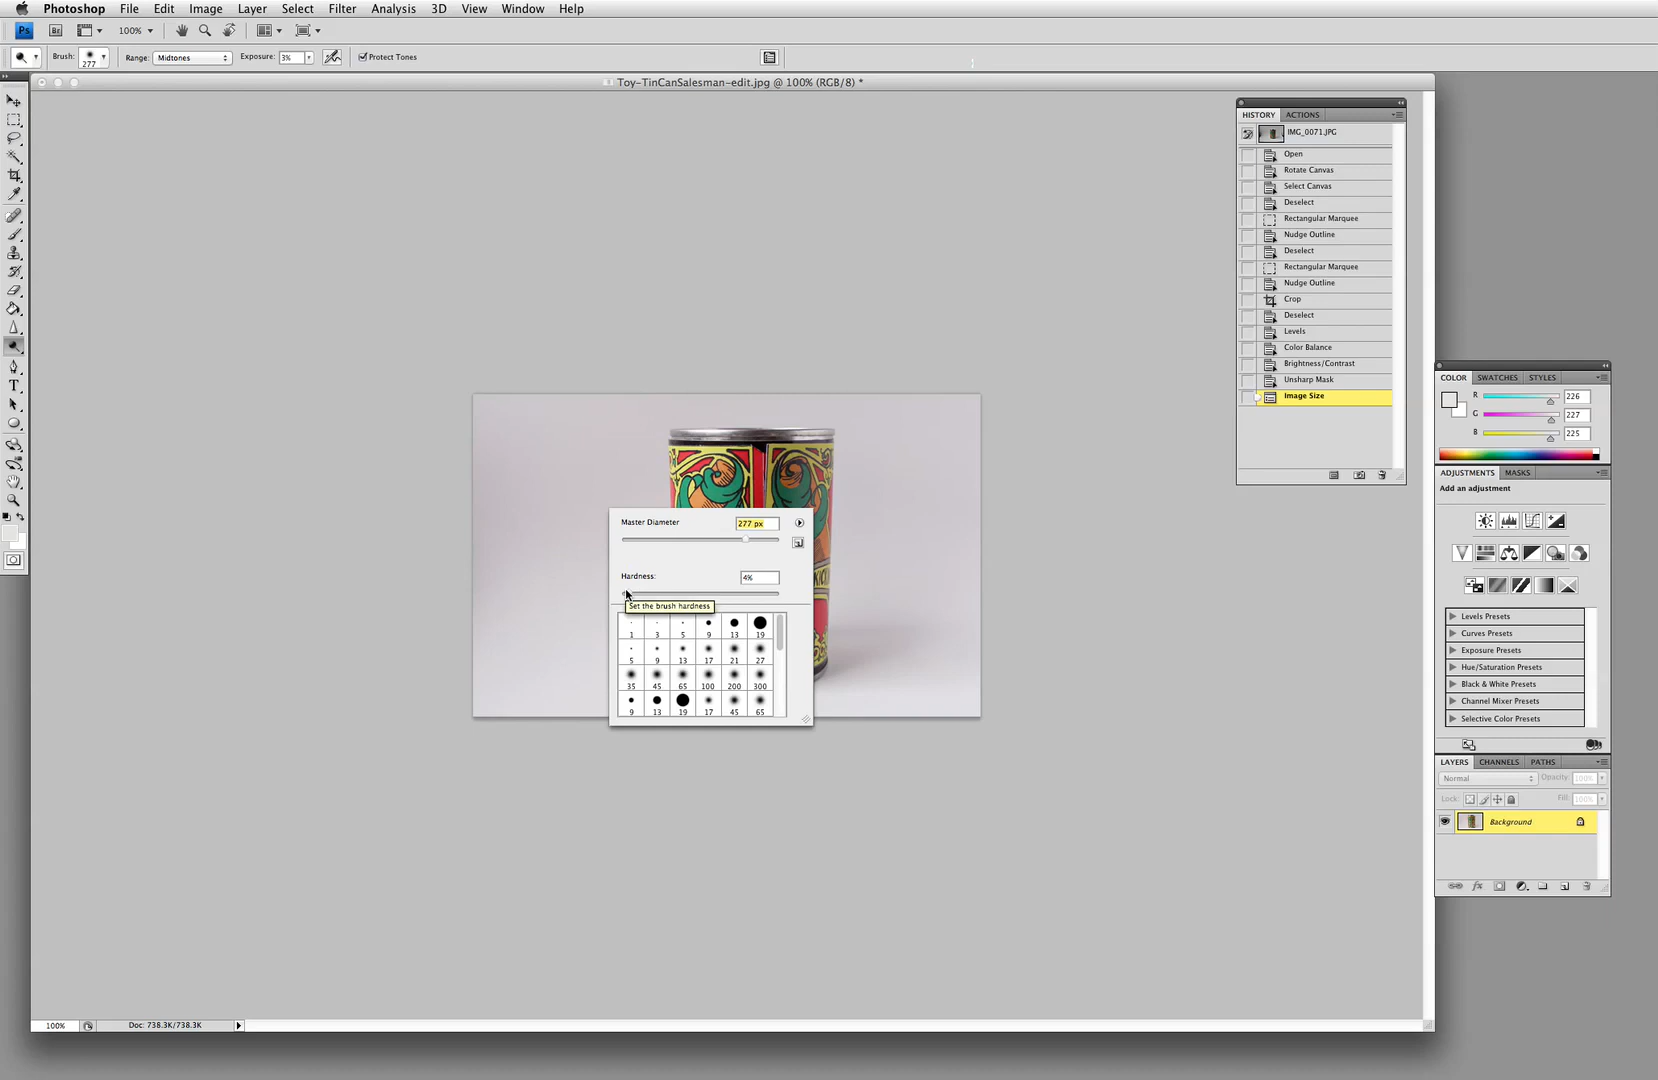 Photoshop File Edit Image Layer Select Filter Analysis 3D View Window Help
Ps Br 100%
Brush: 277 Range: Midtones Exposure: 3% Protect Tones
Toy-TinCanSalesman-edit.jpg @ 100% (RGB/8) *
HISTORY ACTIONS
IMG_0071.JPG
Open
Rotate Canvas
Select Canvas
Deselect
Rectangular Marquee
Nudge Outline
Deselect
Rectangular Marquee
Nudge Outline
Crop
Deselect
Levels
Color Balance
Brightness/Contrast
Unsharp Mask
Image Size
Master Diameter 277 px
Hardness: 4%
Set the brush hardness
1 3 5 9 13 19
5 9 13 17 21 27
35 45 65 100 200 300
9 13 19 17 45 65
COLOR SWATCHES STYLES
R 226
G 227
B 225
ADJUSTMENTS MASKS
Add an adjustment
Levels Presets
Curves Presets
Exposure Presets
Hue/Saturation Presets
Black & White Presets
Channel Mixer Presets
Selective Color Presets
LAYERS CHANNELS PATHS
Normal Opacity: 100%
Lock: Fill: 100%
Background
100% Doc: 738.3K/738.3K